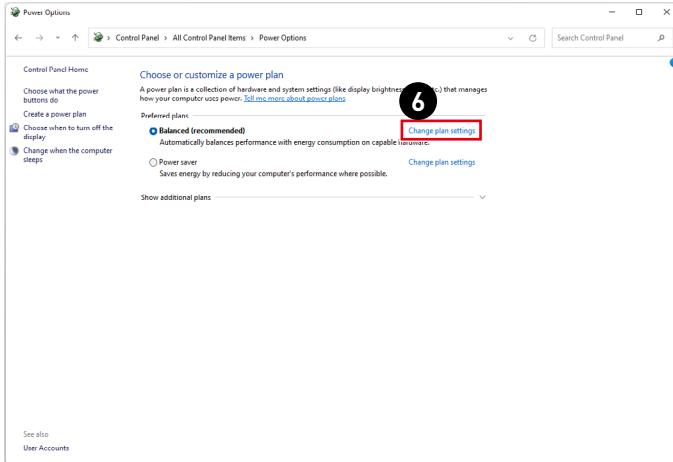 Power Options
Control Panel > All Control Panel Items > Power Options
Search Control Panel
Control Panel Home
Choose what the power
buttons do
Create a power plan
Choose when to turn off the
display
Change when the computer
sleeps
Choose or customize a power plan
A power plan is a collection of hardware and system settings (like display brightness, etc.) that manages
how your computer uses power. Tell me more about power plans
6
Preferred plans
Balanced (recommended)
Change plan settings
Automatically balances performance with energy consumption on capable hardware.
Power saver
Change plan settings
Saves energy by reducing your computer's performance where possible.
Show additional plans
See also
User Accounts